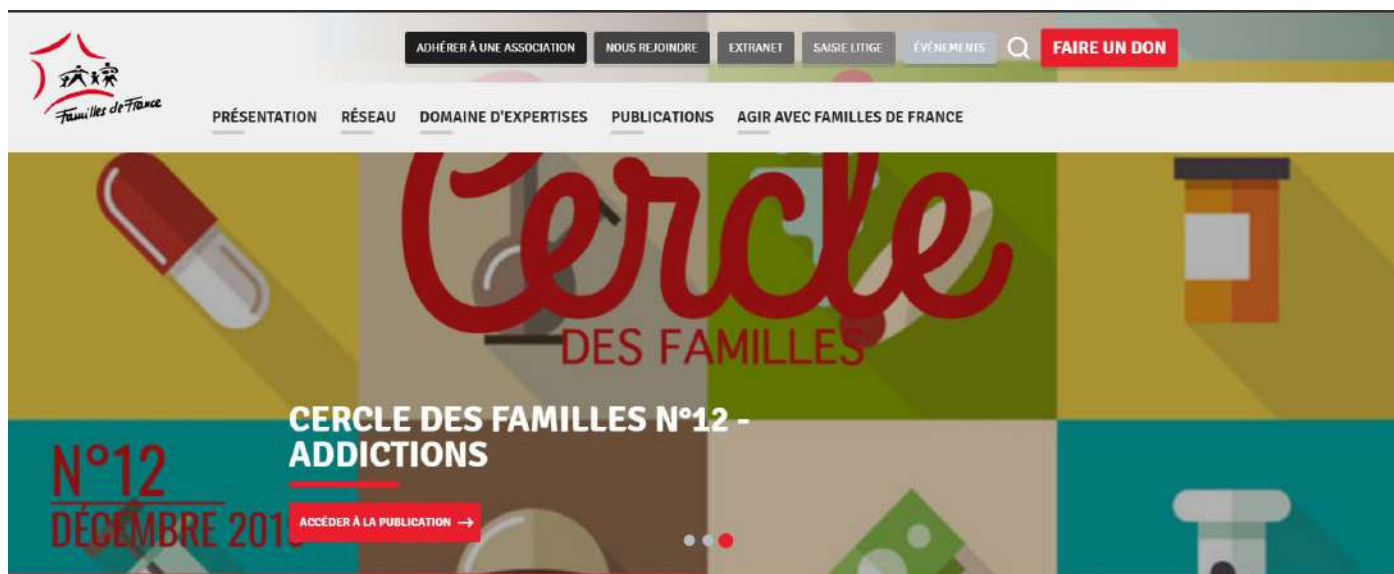 ADHÉRER À UNE ASSOCIATION NOUS REJOINDRE EXTRANET SAISIE LITIGE ÉVÉNEMENTS FAIRE UN DON
Familles de France
PRÉSENTATION RÉSEAU DOMAINE D'EXPERTISES PUBLICATIONS AGIR AVEC FAMILLES DE FRANCE
Cercle
DES FAMILLES
CERCLE DES FAMILLES N°12 -
ADDICTIONS
N°12
DÉCEMBRE
ACCÉDER À LA PUBLICATION →